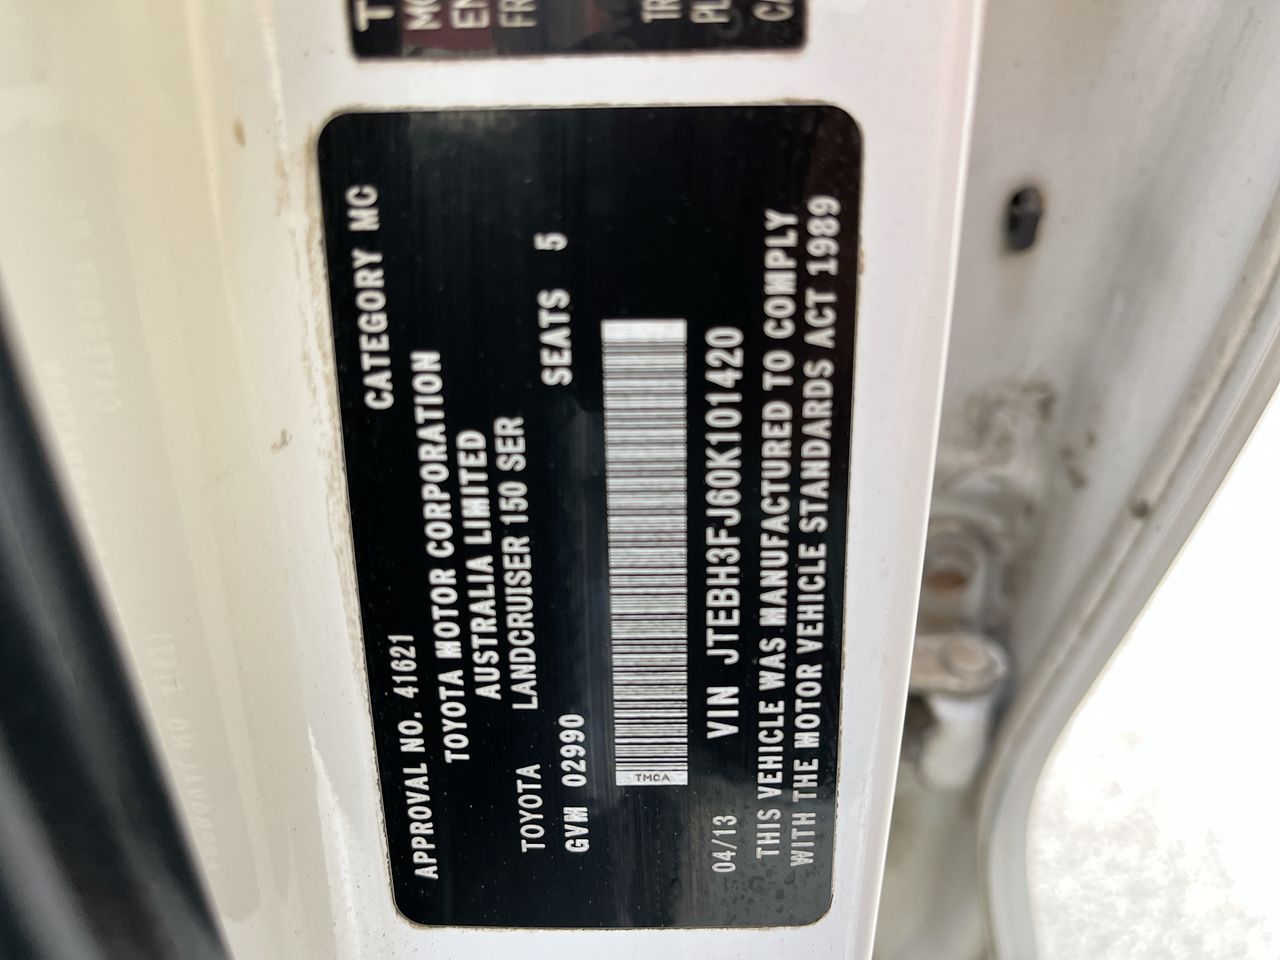 APPROVAL NO. 41621 CATEGORY MC
TOYOTA MOTOR CORPORATION
AUSTRALIA LIMITED
TOYOTA LANDCRUISER 150 SER
GVM 02990 SEATS 5
TMCA
04/13 VIN JTEBH3FJ60K101420
THIS VEHICLE WAS MANUFACTURED TO COMPLY
WITH THE MOTOR VEHICLE STANDARDS ACT 1989